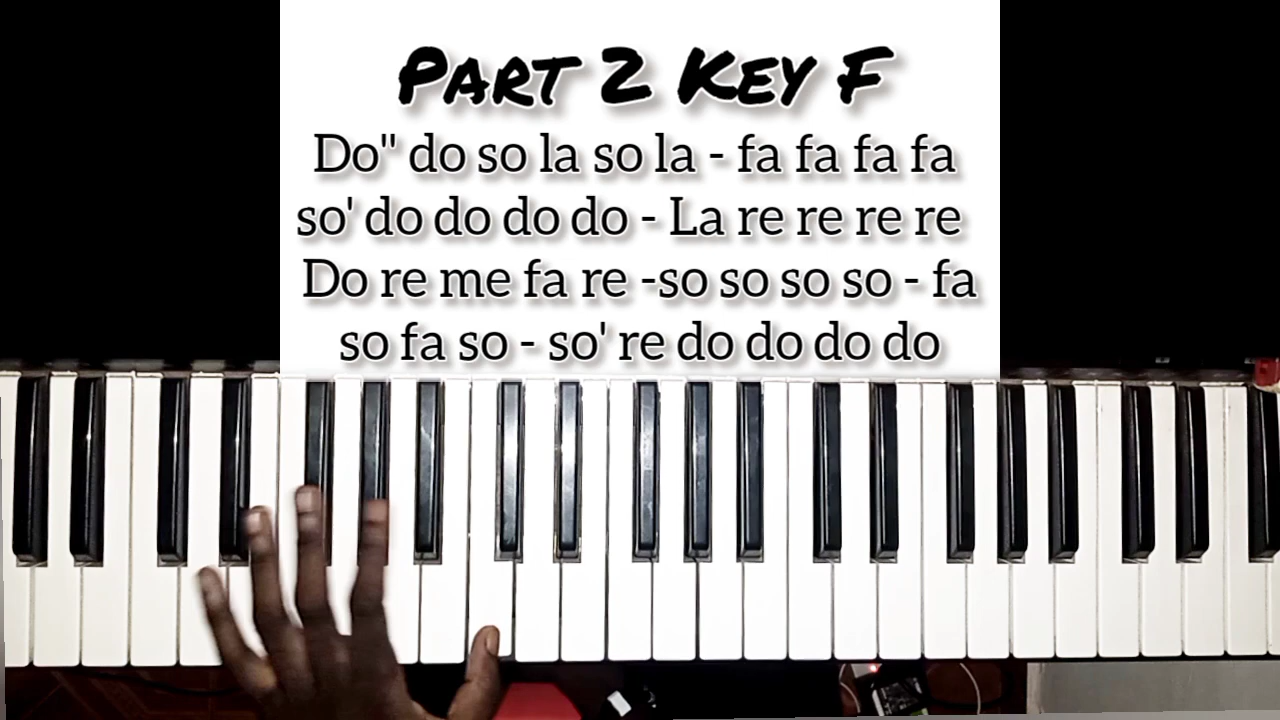 Part 2 Key F
Do" do so la so la - fa fa fa fa
so' do do do do - La re re re re
Do re me fa re -so so so so - fa
so fa so - so' re do do do do